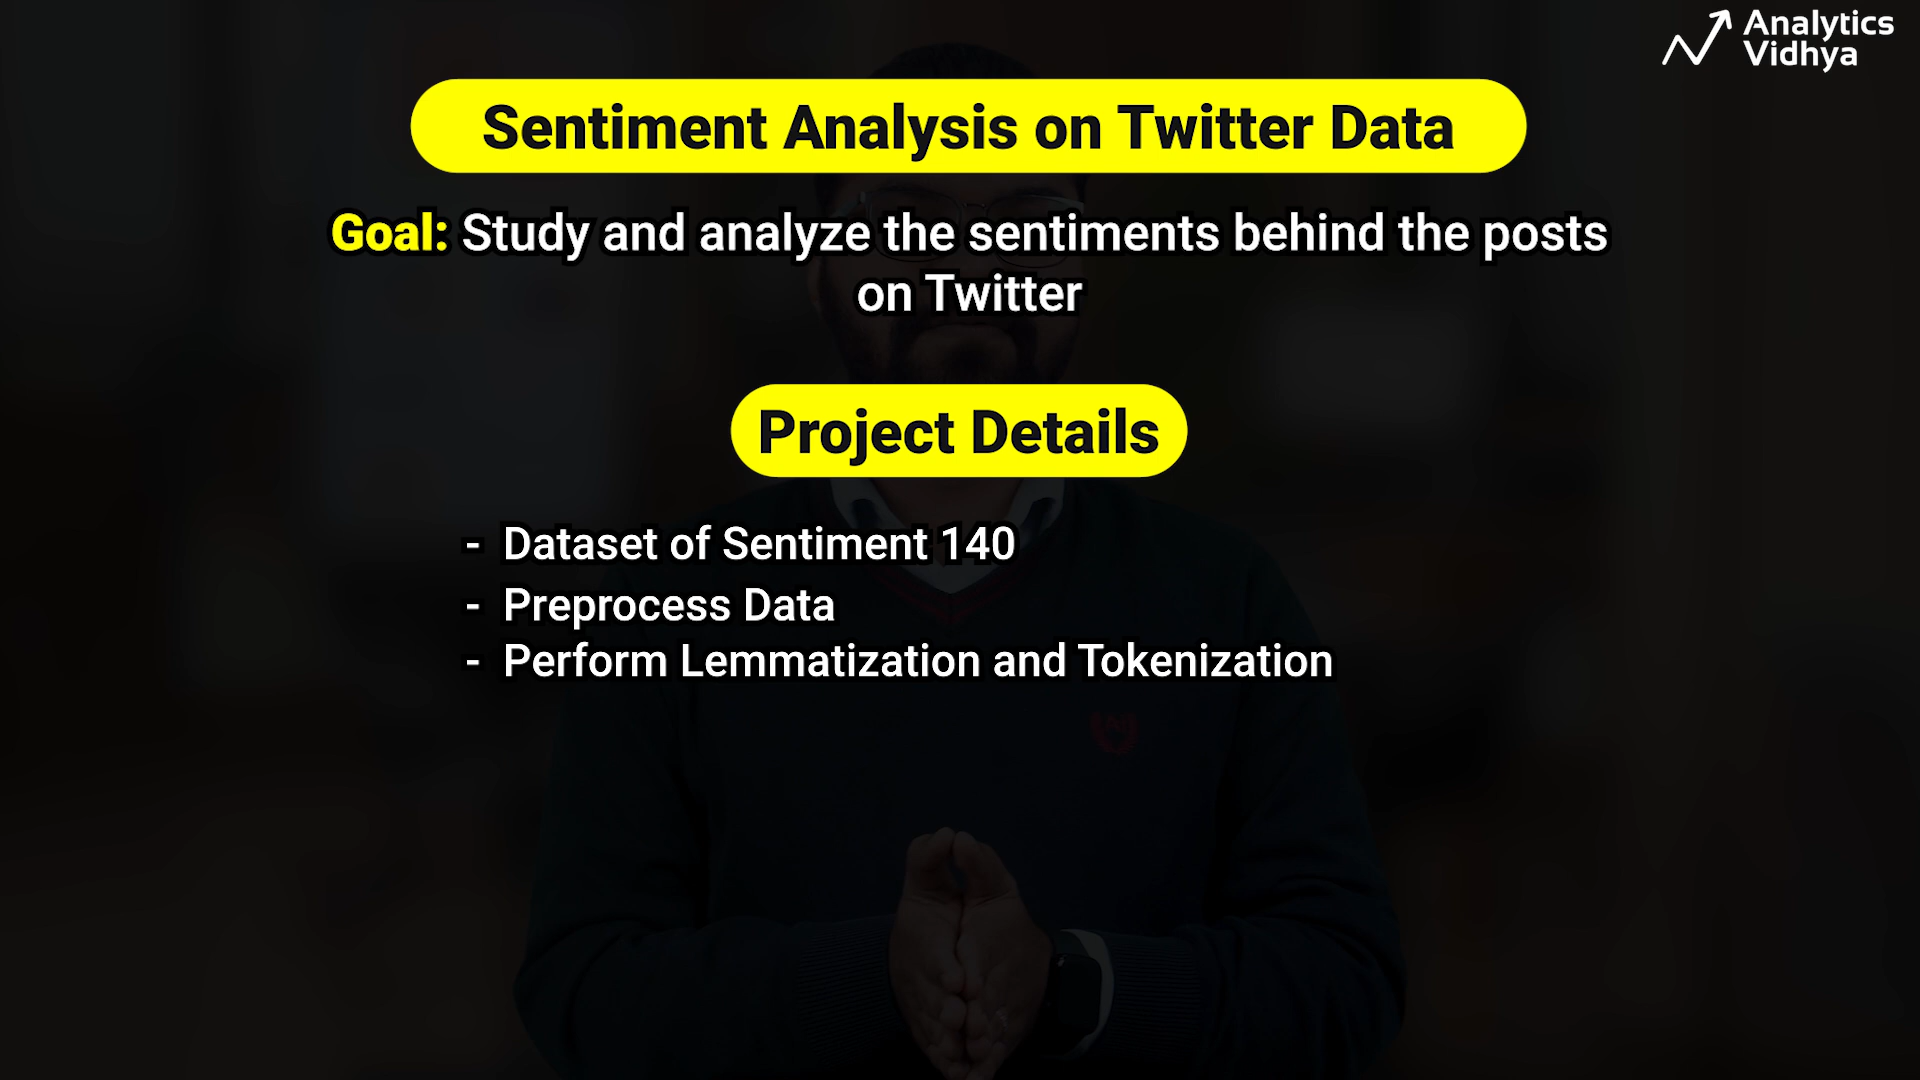 Analytics
Vidhya
Sentiment Analysis on Twitter Data
Goal: Study and analyze the sentiments behind the posts
on Twitter
Project Details
- Dataset of Sentiment 140
- Preprocess Data
- Perform Lemmatization and Tokenization